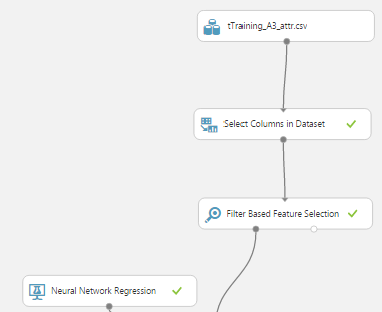 tTraining_A3_attr.csv
Select Columns in Dataset
Filter Based Feature Selection
Neural Network Regression